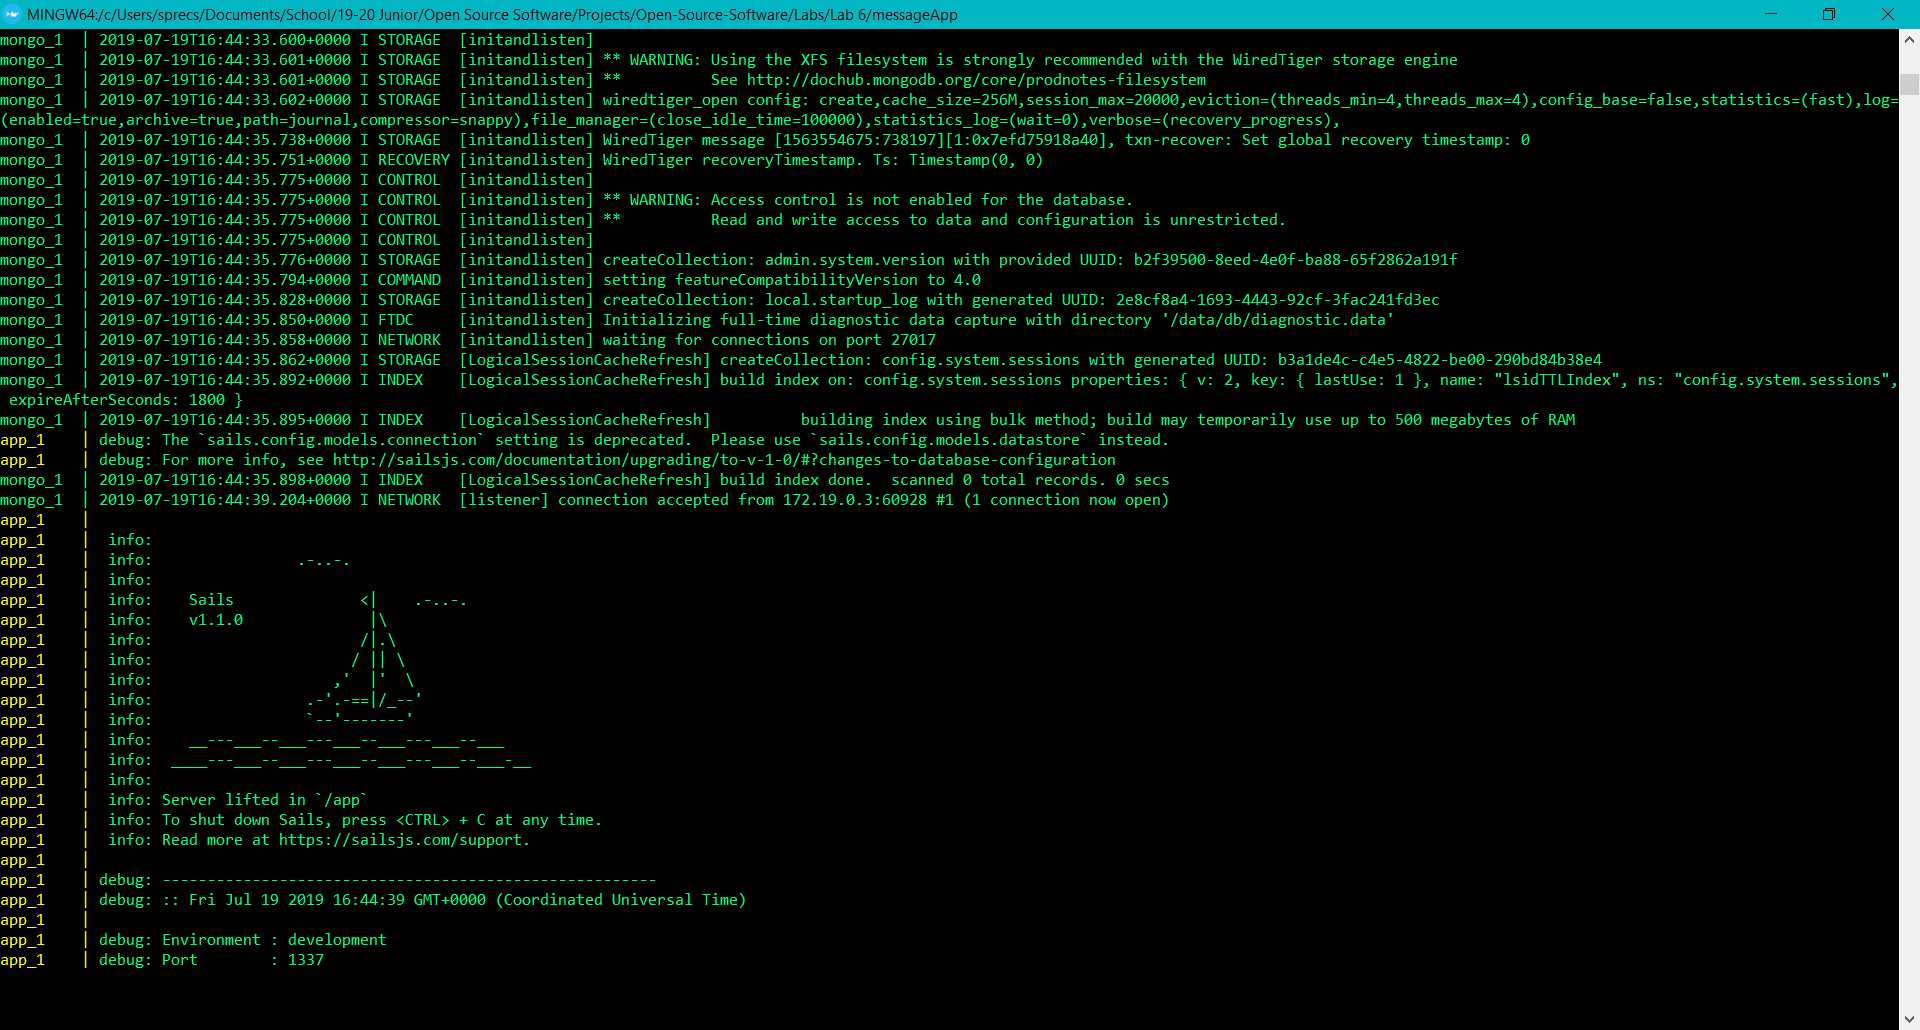 MINGW64:/c/Users/sprecs/Documents/School/19-20 Junior/Open Source Software/Projects/Open-Source-Software/Labs/Lab 6/messageApp
mongo_1  | 2019-07-19T16:44:33.600+0000 I STORAGE  [initandlisten]
mongo_1  | 2019-07-19T16:44:33.601+0000 I STORAGE  [initandlisten] ** WARNING: Using the XFS filesystem is strongly recommended with the WiredTiger storage engine
mongo_1  | 2019-07-19T16:44:33.601+0000 I STORAGE  [initandlisten] **          See http://dochub.mongodb.org/core/prodnotes-filesystem
mongo_1  | 2019-07-19T16:44:33.602+0000 I STORAGE  [initandlisten] wiredtiger_open config: create,cache_size=256M,session_max=20000,eviction=(threads_min=4,threads_max=4),config_base=false,statistics=(fast),log=
(enabled=true,archive=true,path=journal,compressor=snappy),file_manager=(close_idle_time=100000),statistics_log=(wait=0),verbose=(recovery_progress),
mongo_1  | 2019-07-19T16:44:35.738+0000 I STORAGE  [initandlisten] WiredTiger message [1563554675:738197][1:0x7efd75918a40], txn-recover: Set global recovery timestamp: 0
mongo_1  | 2019-07-19T16:44:35.751+0000 I RECOVERY [initandlisten] WiredTiger recoveryTimestamp. Ts: Timestamp(0, 0)
mongo_1  | 2019-07-19T16:44:35.775+0000 I CONTROL  [initandlisten]
mongo_1  | 2019-07-19T16:44:35.775+0000 I CONTROL  [initandlisten] ** WARNING: Access control is not enabled for the database.
mongo_1  | 2019-07-19T16:44:35.775+0000 I CONTROL  [initandlisten] **          Read and write access to data and configuration is unrestricted.
mongo_1  | 2019-07-19T16:44:35.775+0000 I CONTROL  [initandlisten]
mongo_1  | 2019-07-19T16:44:35.776+0000 I STORAGE  [initandlisten] createCollection: admin.system.version with provided UUID: b2f39500-8eed-4e0f-ba88-65f2862a191f
mongo_1  | 2019-07-19T16:44:35.794+0000 I COMMAND  [initandlisten] setting featureCompatibilityVersion to 4.0
mongo_1  | 2019-07-19T16:44:35.828+0000 I STORAGE  [initandlisten] createCollection: local.startup_log with generated UUID: 2e8cf8a4-1693-4443-92cf-3fac241fd3ec
mongo_1  | 2019-07-19T16:44:35.850+0000 I FTDC     [initandlisten] Initializing full-time diagnostic data capture with directory '/data/db/diagnostic.data'
mongo_1  | 2019-07-19T16:44:35.858+0000 I NETWORK  [initandlisten] waiting for connections on port 27017
mongo_1  | 2019-07-19T16:44:35.862+0000 I STORAGE  [LogicalSessionCacheRefresh] createCollection: config.system.sessions with generated UUID: b3a1de4c-c4e5-4822-be00-290bd84b38e4
mongo_1  | 2019-07-19T16:44:35.892+0000 I INDEX    [LogicalSessionCacheRefresh] build index on: config.system.sessions properties: { v: 2, key: { lastUse: 1 }, name: "lsidTTLIndex", ns: "config.system.sessions",
 expireAfterSeconds: 1800 }
mongo_1  | 2019-07-19T16:44:35.895+0000 I INDEX    [LogicalSessionCacheRefresh]          building index using bulk method; build may temporarily use up to 500 megabytes of RAM
app_1    | debug: The `sails.config.models.connection` setting is deprecated.  Please use `sails.config.models.datastore` instead.
app_1    | debug: For more info, see http://sailsjs.com/documentation/upgrading/to-v-1-0/#?changes-to-database-configuration
mongo_1  | 2019-07-19T16:44:35.898+0000 I INDEX    [LogicalSessionCacheRefresh] build index done.  scanned 0 total records. 0 secs
mongo_1  | 2019-07-19T16:44:39.204+0000 I NETWORK  [listener] connection accepted from 172.19.0.3:60928 #1 (1 connection now open)
app_1    |
app_1    |  info:
app_1    |  info:                .-..-.
app_1    |  info:
app_1    |  info:    Sails              <|    .-..-.
app_1    |  info:    v1.1.0              |\
app_1    |  info:                       /|.\
app_1    |  info:                      / || \
app_1    |  info:                    ,'  |'  \
app_1    |  info:                 .-'.-==|/_--'
app_1    |  info:                 `--'-------'
app_1    |  info:    __---___--___---___--___---___--___
app_1    |  info:  ____---___--___---___--___---___--___-__
app_1    |  info:
app_1    |  info: Server lifted in `/app`
app_1    |  info: To shut down Sails, press <CTRL> + C at any time.
app_1    |  info: Read more at https://sailsjs.com/support.
app_1    |
app_1    | debug: -------------------------------------------------------
app_1    | debug: :: Fri Jul 19 2019 16:44:39 GMT+0000 (Coordinated Universal Time)
app_1    |
app_1    | debug: Environment : development
app_1    | debug: Port        : 1337